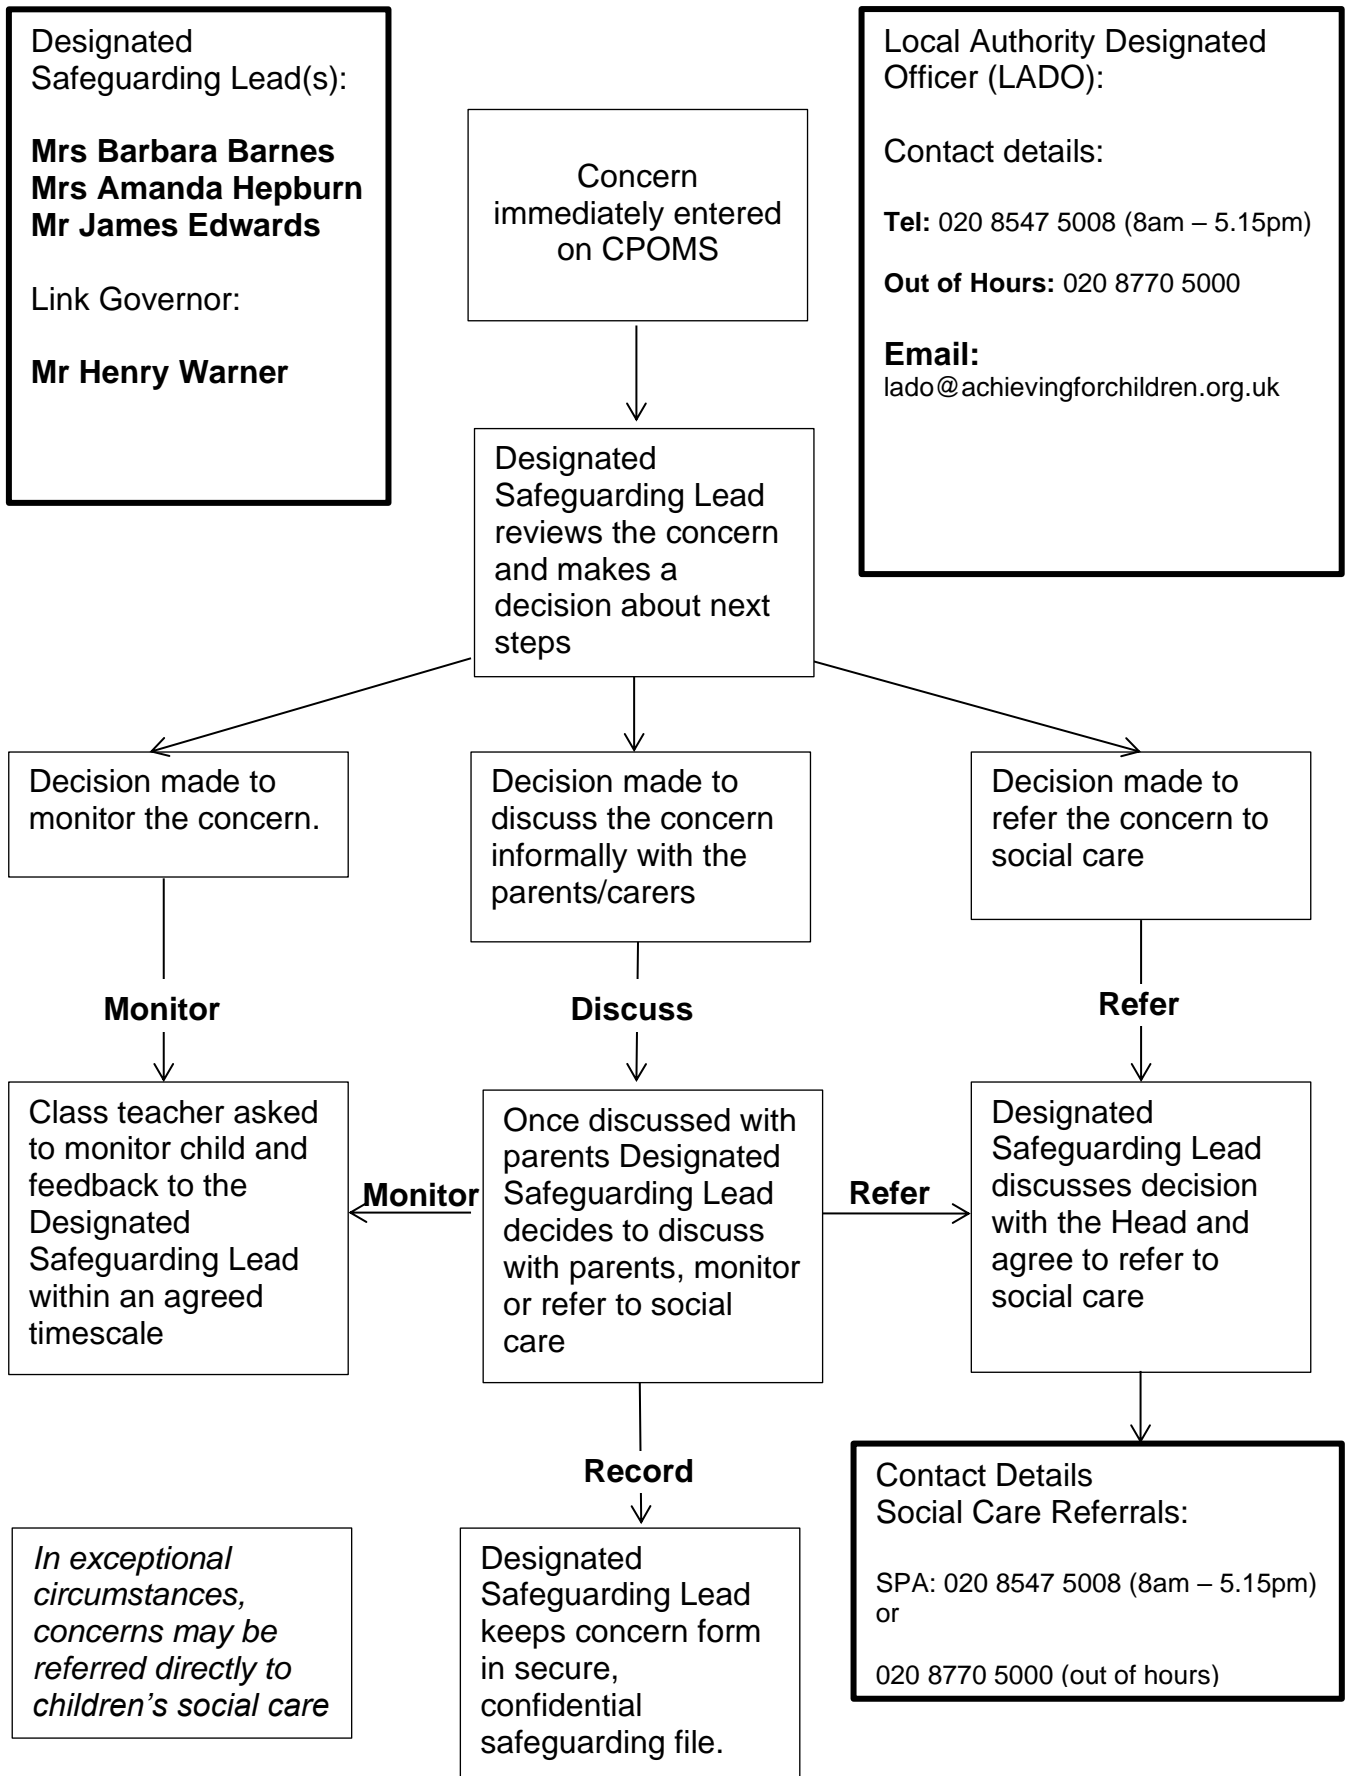 Designated
Safeguarding Lead(s):
Mrs Barbara Barnes
Mrs Amanda Hepburn
Mr James Edwards
Link Governor:
Mr Henry Warner
Concern
immediately entered
on CPOMS
Local Authority Designated
Officer (LADO):
Contact details:
Tel: 020 8547 5008 (8am – 5.15pm)
Out of Hours: 020 8770 5000
Email:
lado@achievingforchildren.org.uk
Designated
Safeguarding Lead
reviews the concern
and makes a
decision about next
steps
Decision made to
monitor the concern.
Decision made to
discuss the concern
informally with the
parents/carers
Decision made to
refer the concern to
social care
Monitor
Discuss
Refer
Class teacher asked
to monitor child and
feedback to the
Designated
Safeguarding Lead
within an agreed
timescale
Monitor
Once discussed with
parents Designated
Safeguarding Lead
decides to discuss
with parents, monitor
or refer to social
care
Refer
Designated
Safeguarding Lead
discusses decision
with the Head and
agree to refer to
social care
Record
In exceptional
circumstances,
concerns may be
referred directly to
children’s social care
Designated
Safeguarding Lead
keeps concern form
in secure,
confidential
safeguarding file.
Contact Details
Social Care Referrals:
SPA: 020 8547 5008 (8am – 5.15pm)
or
020 8770 5000 (out of hours)